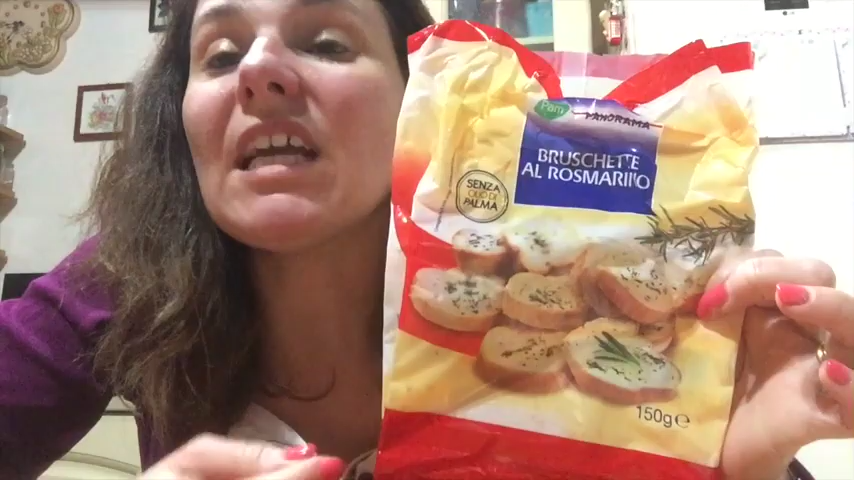 Pam
PANORAMA
BRUSCHETTE
AL ROSMARINO
SENZA
OLIO DI
PALMA
150g e